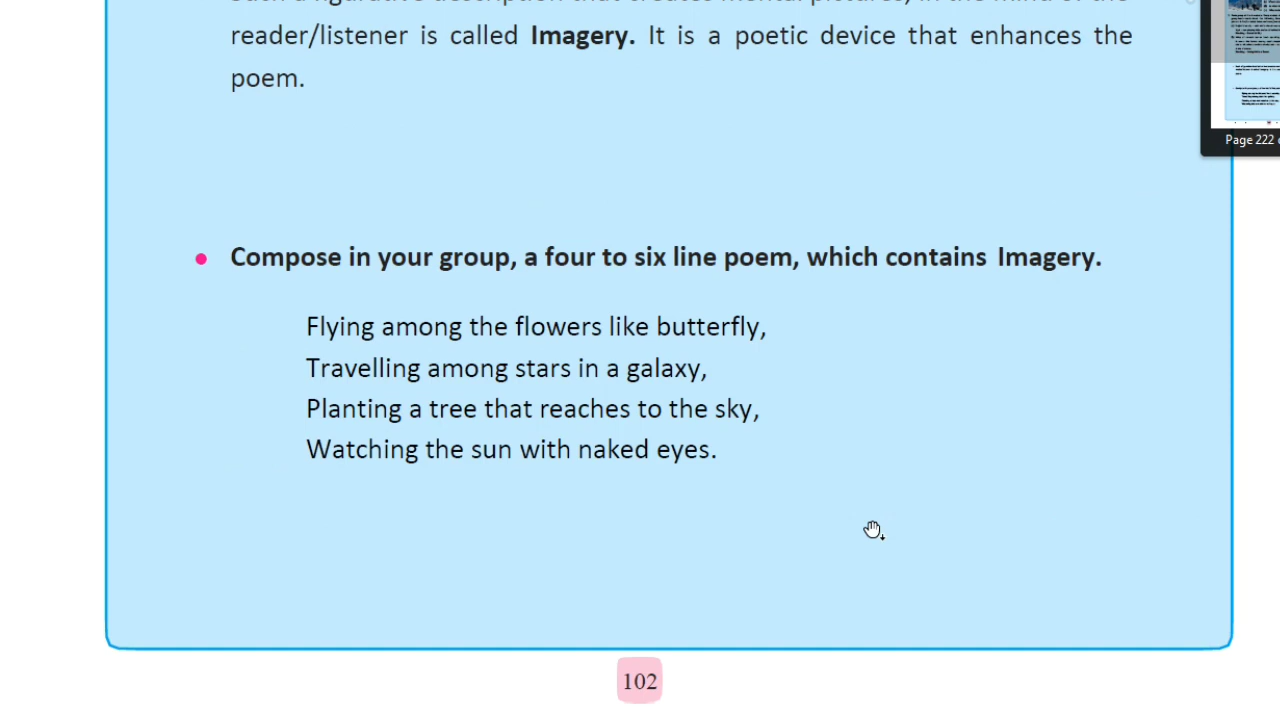 reader/listener is called Imagery. It is a poetic device that enhances the
poem.
Page 222
• Compose in your group, a four to six line poem, which contains Imagery.
Flying among the flowers like butterfly,
Travelling among stars in a galaxy,
Planting a tree that reaches to the sky,
Watching the sun with naked eyes.
102